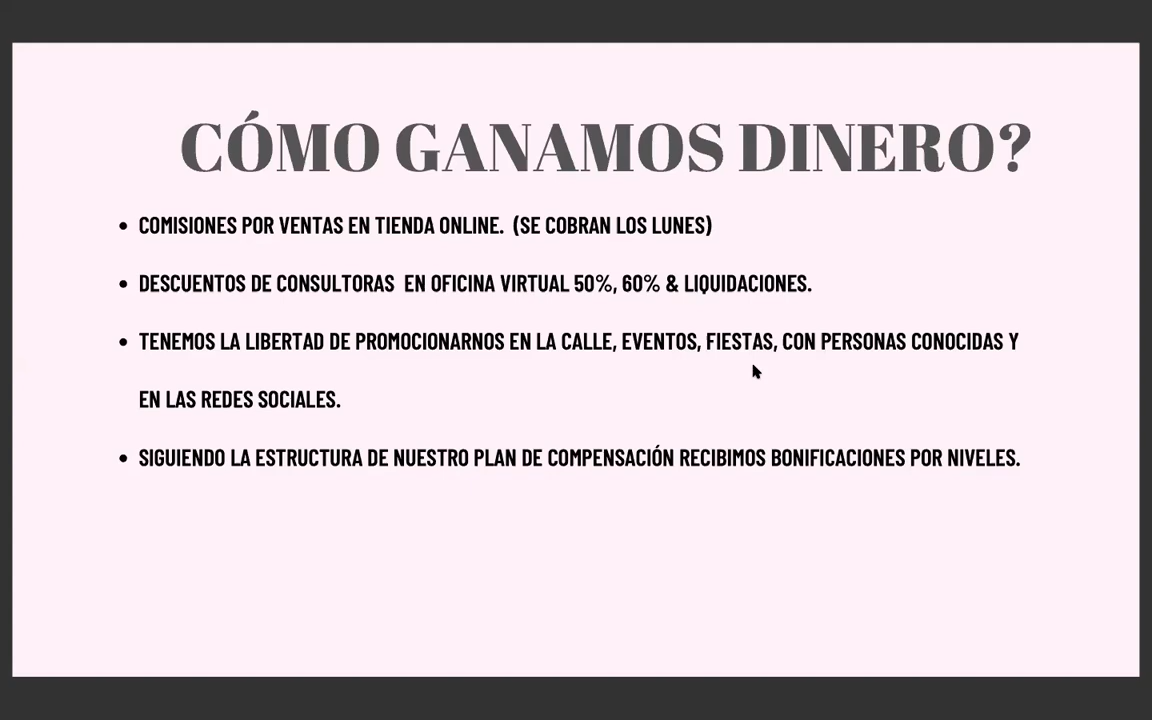 CÓMO GANAMOS DINERO?
• COMISIONES POR VENTAS EN TIENDA ONLINE. (SE COBRAN LOS LUNES)
• DESCUENTOS DE CONSULTORAS EN OFICINA VIRTUAL 50%, 60% & LIQUIDACIONES.
• TENEMOS LA LIBERTAD DE PROMOCIONARNOS EN LA CALLE, EVENTOS, FIESTAS, CON PERSONAS CONOCIDAS Y
EN LAS REDES SOCIALES.
• SIGUIENDO LA ESTRUCTURA DE NUESTRO PLAN DE COMPENSACIÓN RECIBIMOS BONIFICACIONES POR NIVELES.